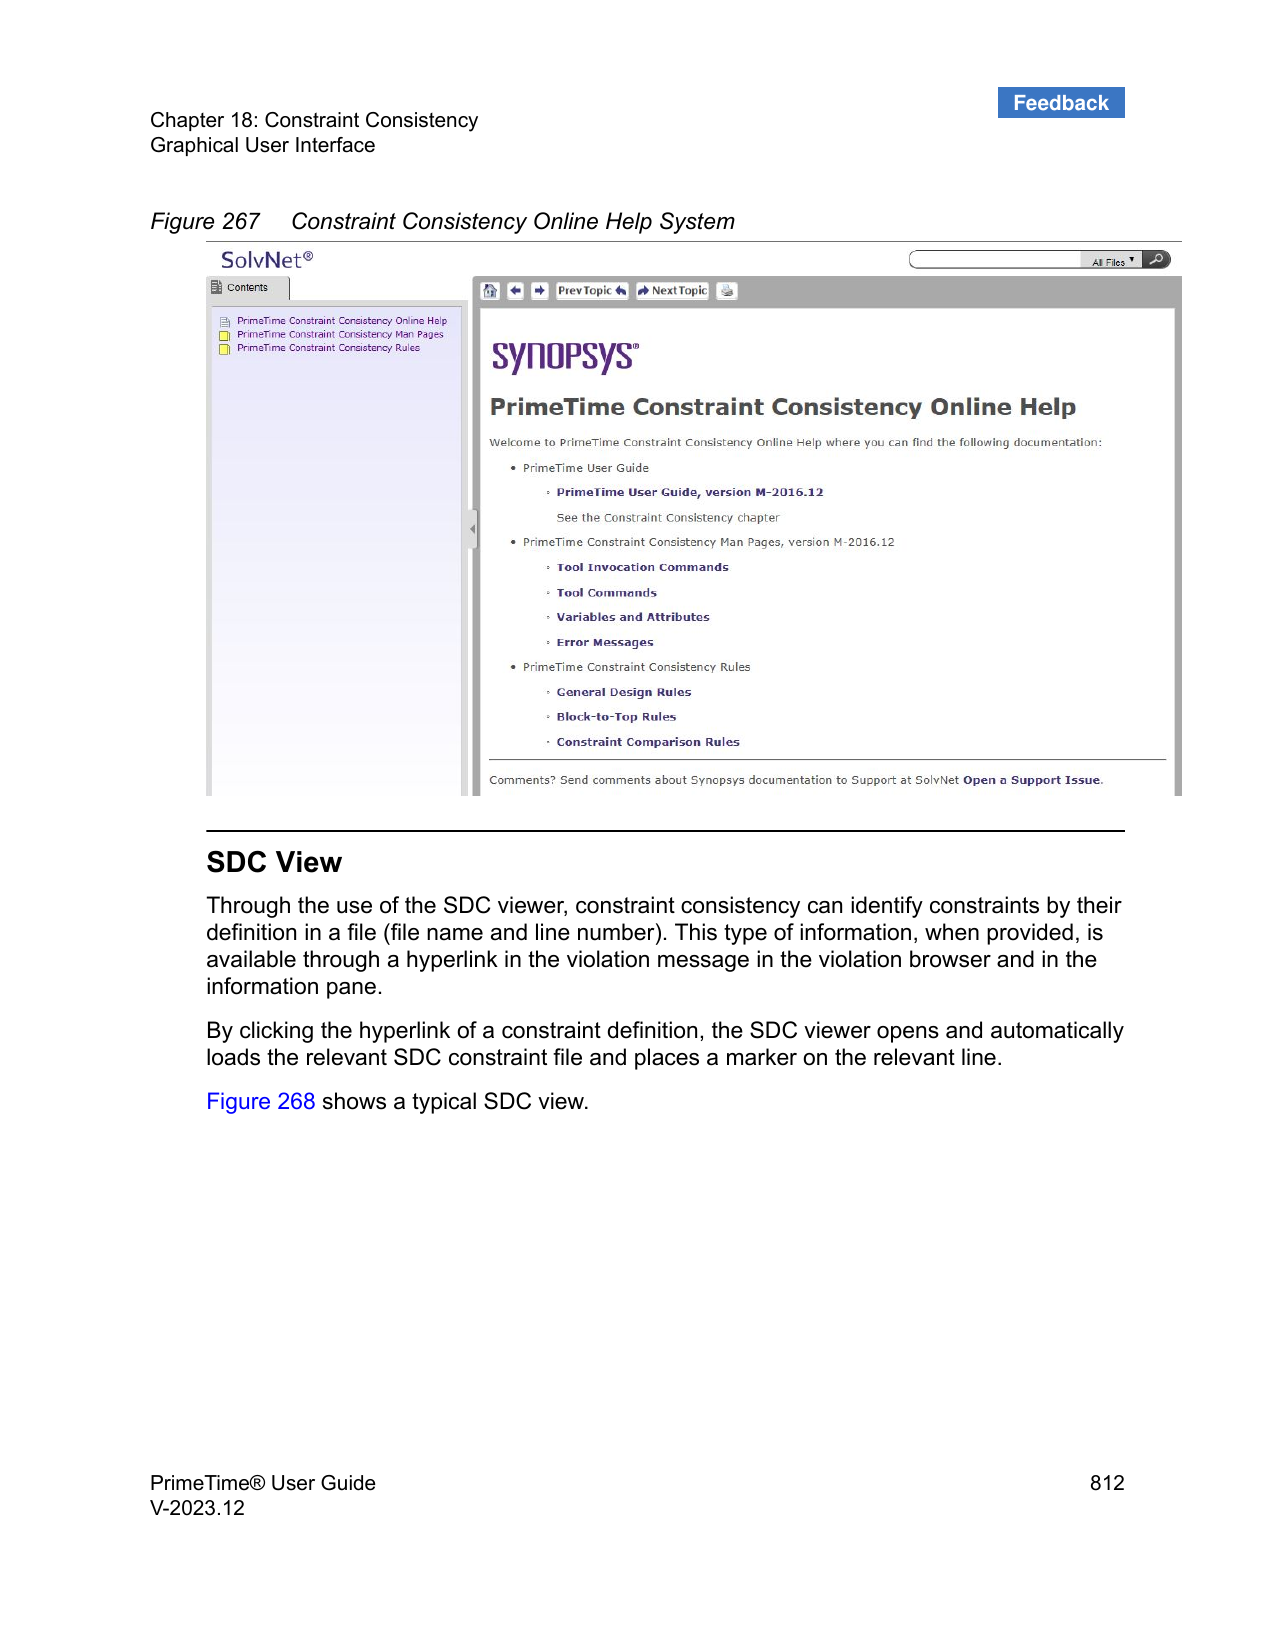 Feedback
Chapter 18: Constraint Consistency
Graphical User Interface
Figure 267 Constraint Consistency Online Help System
SolvNet®
All Files
Contents
Prev Topic
Next Topic
PrimeTime Constraint Consistency Online Help
PrimeTime Constraint Consistency Man Pages
PrimeTime Constraint Consistency Rules
SYNOPSYS®
PrimeTime Constraint Consistency Online Help
Welcome to PrimeTime Constraint Consistency Online Help where you can find the following documentation:
• PrimeTime User Guide
◦ PrimeTime User Guide, version M-2016.12
See the Constraint Consistency chapter
• PrimeTime Constraint Consistency Man Pages, version M-2016.12
◦ Tool Invocation Commands
◦ Tool Commands
◦ Variables and Attributes
◦ Error Messages
• PrimeTime Constraint Consistency Rules
◦ General Design Rules
◦ Block-to-Top Rules
◦ Constraint Comparison Rules
Comments? Send comments about Synopsys documentation to Support at SolvNet Open a Support Issue.
SDC View
Through the use of the SDC viewer, constraint consistency can identify constraints by their
definition in a file (file name and line number). This type of information, when provided, is
available through a hyperlink in the violation message in the violation browser and in the
information pane.
By clicking the hyperlink of a constraint definition, the SDC viewer opens and automatically
loads the relevant SDC constraint file and places a marker on the relevant line.
Figure 268 shows a typical SDC view.
PrimeTime® User Guide
V-2023.12
812